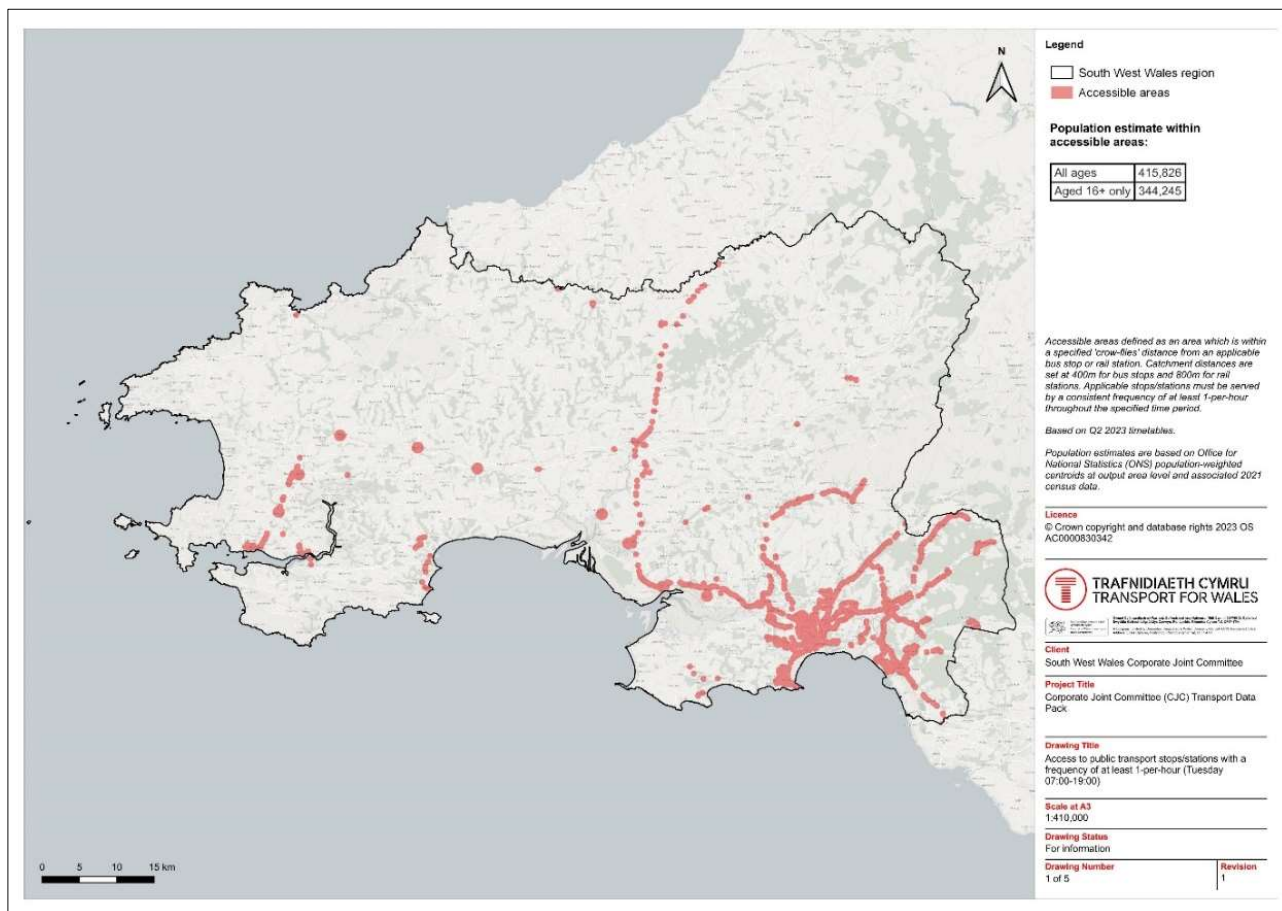 N
Legend
South West Wales region
Accessible areas
Population estimate within
accessible areas:
All ages 415,826
Aged 16+ only 344,245
Accessible areas defined as an area which is within
a specified 'crow-flies' distance from an applicable
bus stop or rail station. Catchment distances are
set at 400m for bus stops and 800m for rail
stations. Applicable stops/stations must be served
by a consistent frequency of at least 1-per-hour
throughout the specified time period.
Based on Q2 2023 timetables.
Population estimates are based on Office for
National Statistics (ONS) population-weighted
centroids at output area level and associated 2021
census data.
Licence
© Crown copyright and database rights 2023 OS
AC0000830342
TRAFNIDIAETH CYMRU
TRANSPORT FOR WALES
Client
South West Wales Corporate Joint Committee
Project Title
Corporate Joint Committee (CJC) Transport Data
Pack
Drawing Title
Access to public transport stops/stations with a
frequency of at least 1-per-hour (Tuesday
07:00-19:00)
Scale at A3
1:410,000
Drawing Status
For information
Drawing Number Revision
1 of 5 1
0 5 10 15 km